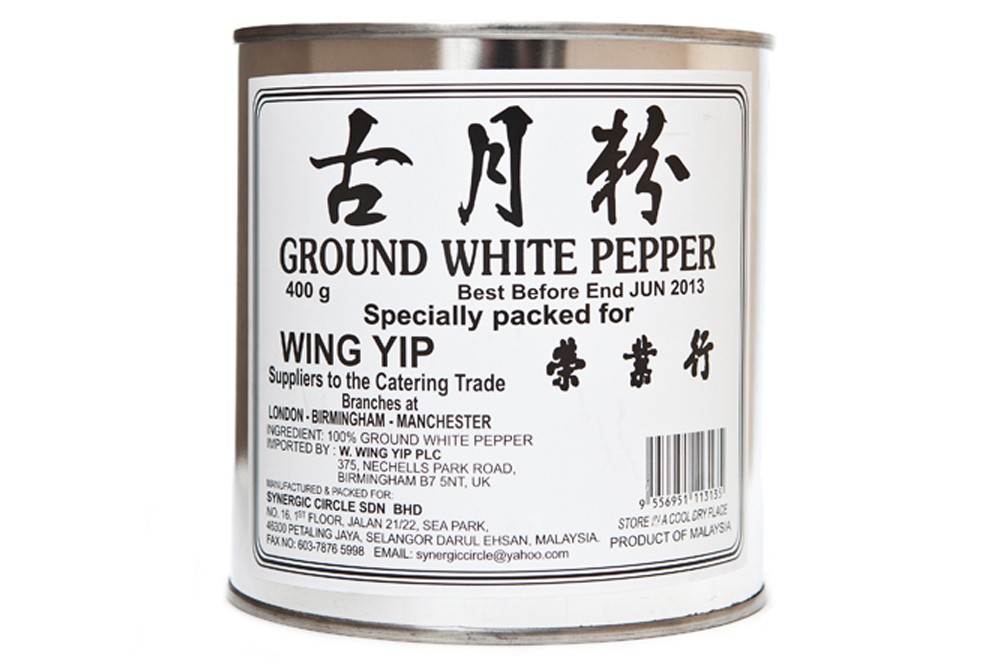 古月粉
GROUND WHITE PEPPER
400 g Best Before End JUN 2013
Specially packed for
WING YIP 榮業行
Suppliers to the Catering Trade
Branches at
LONDON - BIRMINGHAM - MANCHESTER
INGREDIENT: 100% GROUND WHITE PEPPER
IMPORTED BY : W. WING YIP PLC
375, NECHELLS PARK ROAD,
BIRMINGHAM B7 5NT, UK
MANUFACTURED & PACKED FOR:
SYNERGIC CIRCLE SDN BHD
NO. 16, 1ST FLOOR, JALAN 21/22, SEA PARK,
46300 PETALING JAYA, SELANGOR DARUL EHSAN, MALAYSIA.
FAX NO: 603-7876 5998 EMAIL: synergiccircle@yahoo.com
9 556951 113135
STORE IN A COOL DRY PLACE
PRODUCT OF MALAYSIA